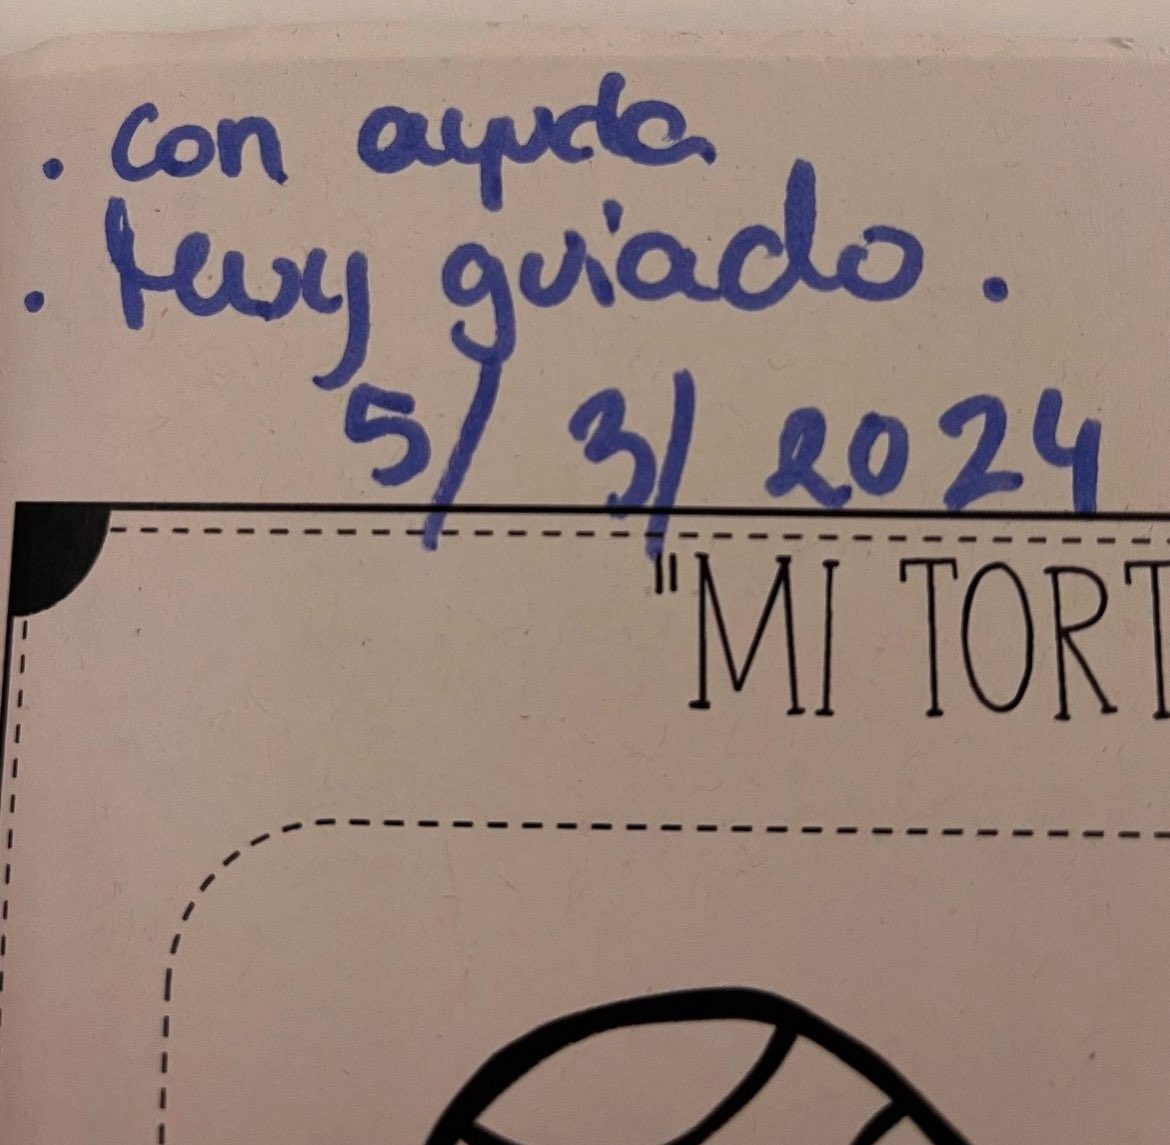 . con ayuda
. Muy guiado.
5/3/2024
"MI TORT